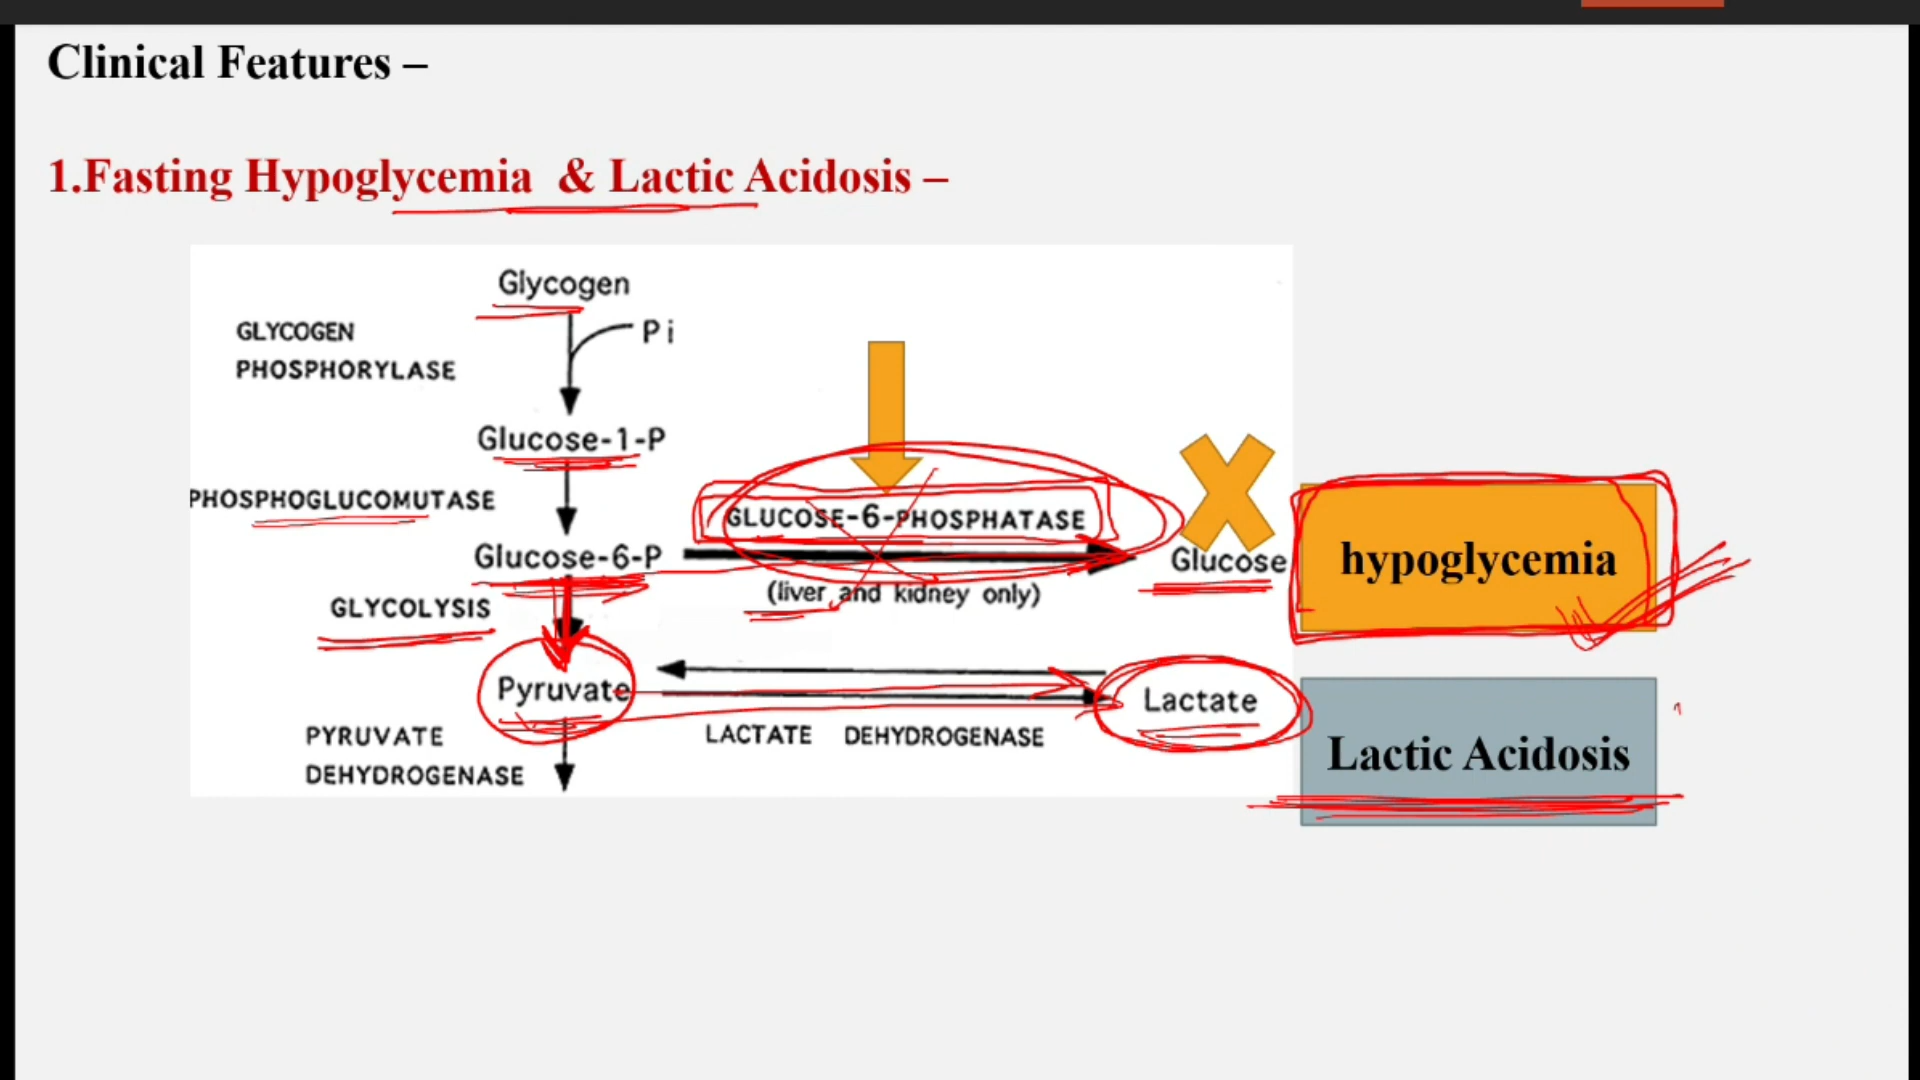 Clinical Features –
1.Fasting Hypoglycemia & Lactic Acidosis –
Glycogen
GLYCOGEN
PHOSPHORYLASE
Pi
Glucose-1-P
PHOSPHOGLUCOMUTASE
GLUCOSE-6-PHOSPHATASE
Glucose-6-P
Glucose
(liver and kidney only)
hypoglycemia
GLYCOLYSIS
Pyruvate
Lactate
PYRUVATE
DEHYDROGENASE
LACTATE DEHYDROGENASE
Lactic Acidosis